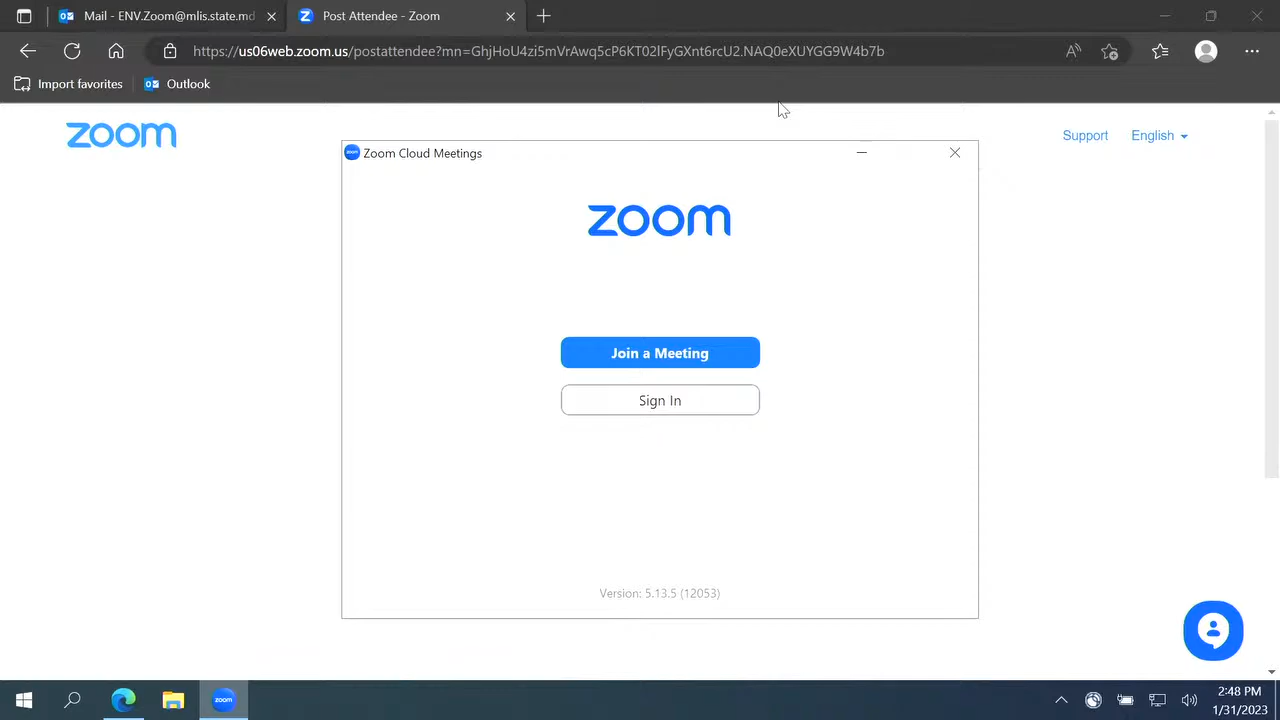 Mail - ENV.Zoom@mlis.state.md
Post Attendee - Zoom
https://us06web.zoom.us/postattendee?mn=GhjHoU4zi5mVrAwq5cP6KT02lFyGXnt6rcU2.NAQ0eXUYGG9W4b7b
Import favorites
Outlook
zoom
Support
English
zoom Zoom Cloud Meetings
zoom
Join a Meeting
Sign In
Version: 5.13.5 (12053)
zoom
2:48 PM
1/31/2023